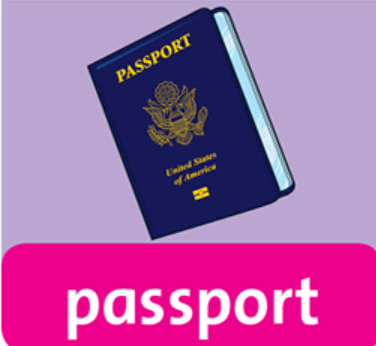 PASSPORT
United States
of America
passport